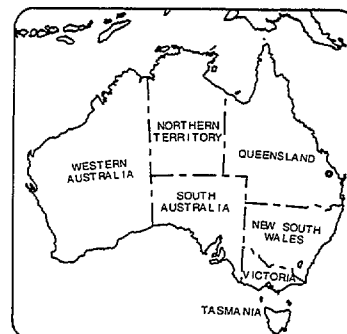 NORTHERN
TERRITORY
WESTERN
AUSTRALIA
QUEENSLAND
SOUTH
AUSTRALIA
NEW SOUTH
WALES
VICTORIA
TASMANIA